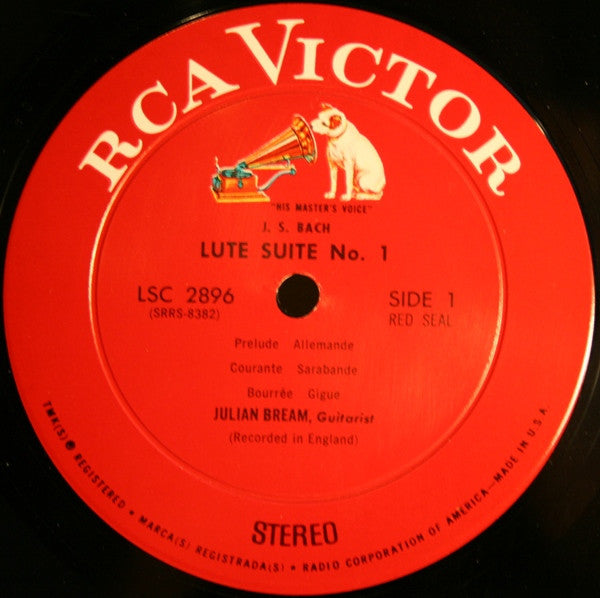 RCA VICTOR
"HIS MASTER'S VOICE"
J. S. BACH
LUTE SUITE No. 1
LSC 2896
(SRRS-8382)
SIDE 1
RED SEAL
Prelude Allemande
Courante Sarabande
Bourrée Gigue
JULIAN BREAM, Guitarist
(Recorded in England)
STEREO
TMK(S) ® REGISTERED • MARCA(S) REGISTRADA(S) • RADIO CORPORATION OF AMERICA—MADE IN U.S.A.